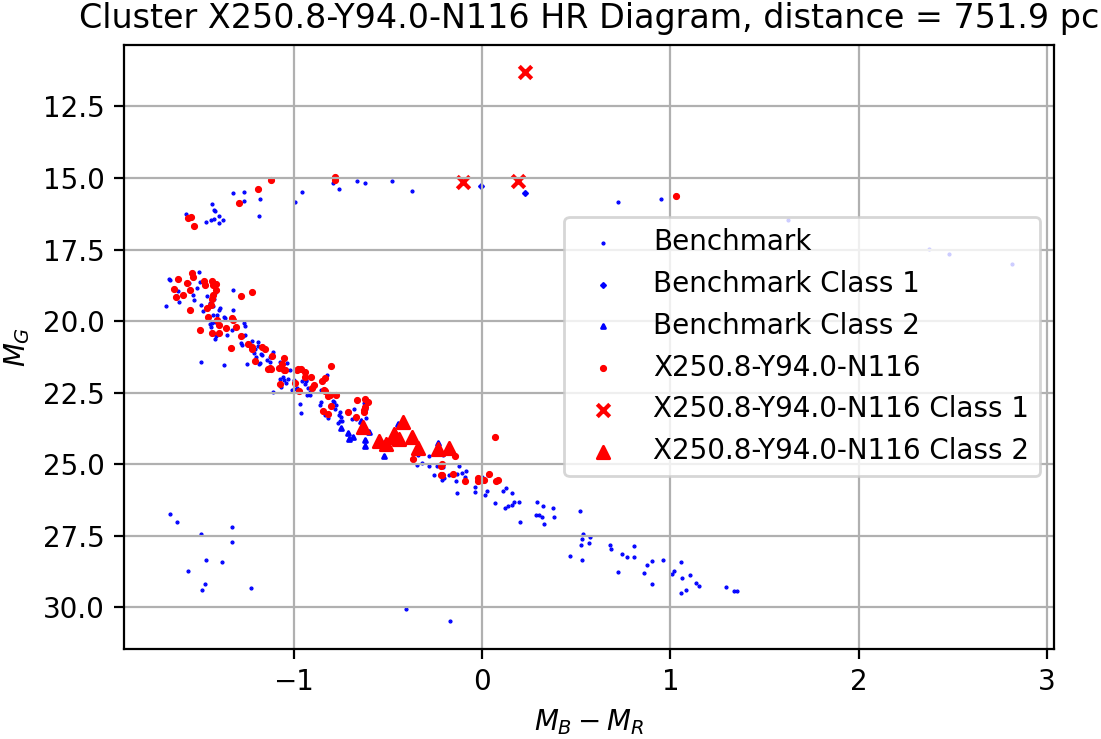 Cluster X250.8-Y94.0-N116 HR Diagram, distance = 751.9 pc
12.5
15.0
17.5
20.0
22.5
25.0
27.5
30.0
M_G
Benchmark
Benchmark Class 1
Benchmark Class 2
X250.8-Y94.0-N116
X250.8-Y94.0-N116 Class 1
X250.8-Y94.0-N116 Class 2
−1 0 1 2 3
M_B − M_R